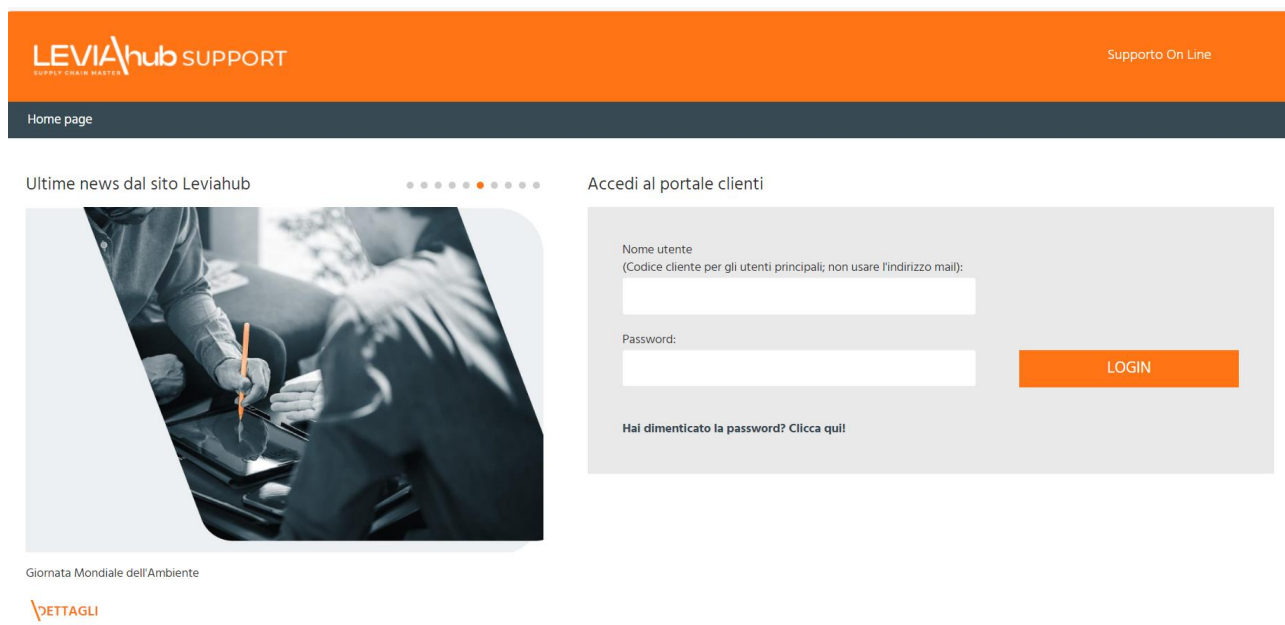 LEVIAhub SUPPORT
SUPPLY CHAIN MASTER
Supporto On Line
Home page
Ultime news dal sito Leviahub
Giornata Mondiale dell'Ambiente
DETTAGLI
Accedi al portale clienti
Nome utente
(Codice cliente per gli utenti principali; non usare l'indirizzo mail):
Password:
LOGIN
Hai dimenticato la password? Clicca qui!